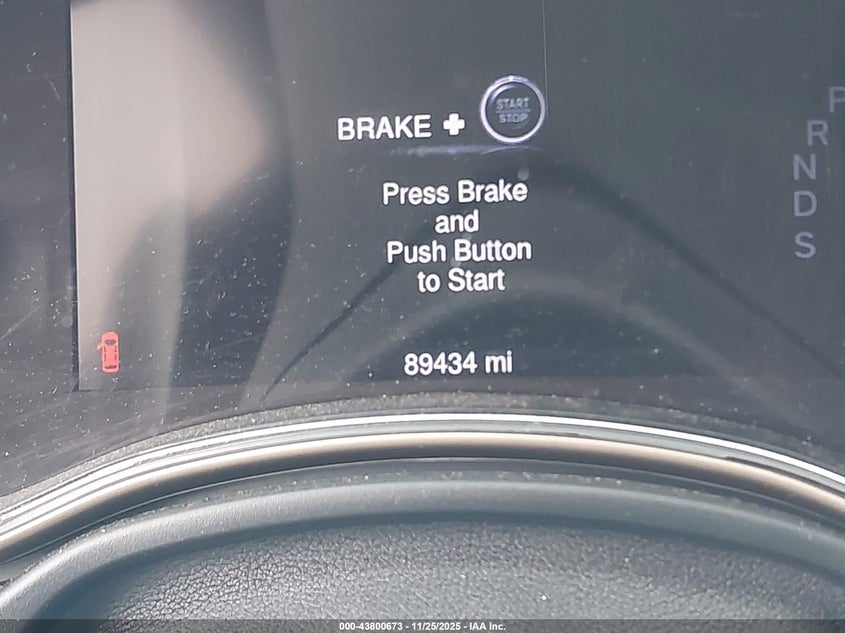 BRAKE + START STOP
Press Brake
and
Push Button
to Start
89434 mi
P
R
N
D
S
000-43800673 - 11/25/2025 - IAA Inc.